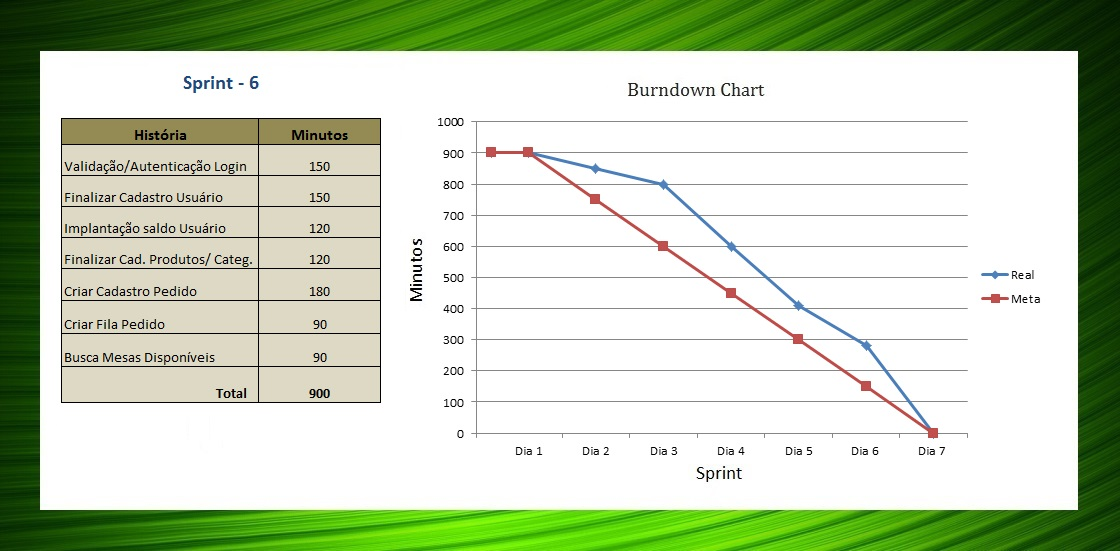 Sprint - 6
História Minutos
Validação/Autenticação Login 150
Finalizar Cadastro Usuário 150
Implantação saldo Usuário 120
Finalizar Cad. Produtos/ Categ. 120
Criar Cadastro Pedido 180
Criar Fila Pedido 90
Busca Mesas Disponíveis 90
Total 900
Burndown Chart
Minutos
1000
900
800
700
600
500
400
300
200
100
0
Dia 1 Dia 2 Dia 3 Dia 4 Dia 5 Dia 6 Dia 7
Sprint
Real
Meta